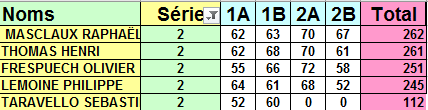 Noms Série 1A 1B 2A 2B Total
MASCLAUX RAPHAËL 2 62 63 70 67 262
THOMAS HENRI 2 62 68 70 61 261
FRESPUECH OLIVIER 2 55 66 72 58 251
LEMOINE PHILIPPE 2 64 61 68 52 245
TARAVELLO SEBASTI 2 52 60 0 0 112